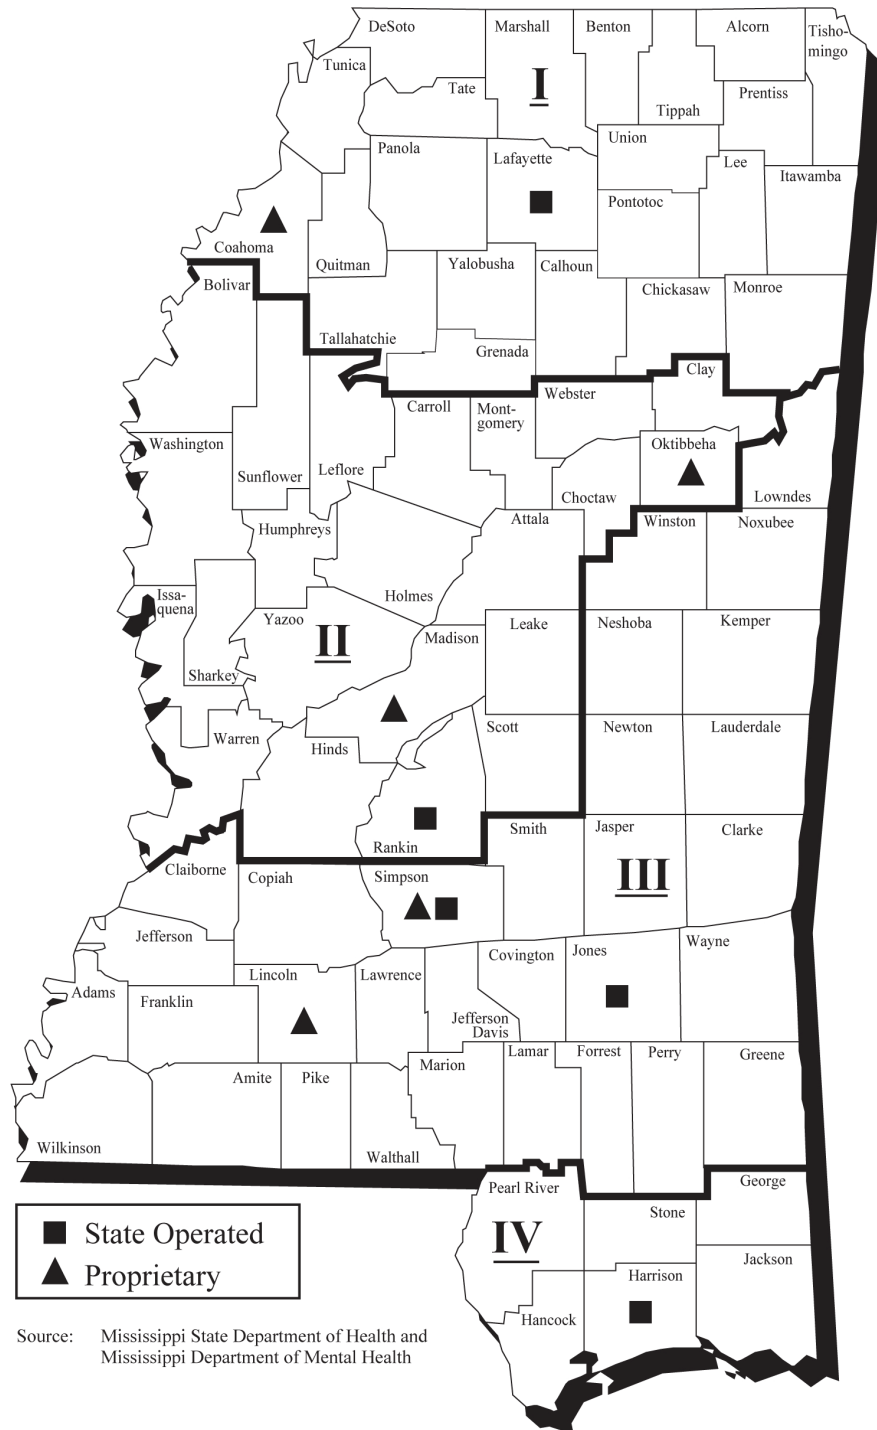 DeSoto
Marshall
Benton
Alcorn
Tisho-
mingo
Tunica
Tate
I
Tippah
Prentiss
Union
Panola
Lafayette
Lee
Itawamba
Pontotoc
Coahoma
Quitman
Yalobusha
Calhoun
Bolivar
Chickasaw
Monroe
Tallahatchie
Grenada
Clay
Webster
Carroll
Mont-
gomery
Washington
Oktibbeha
Sunflower
Leflore
Choctaw
Lowndes
Attala
Winston
Noxubee
Humphreys
Issa-
quena
Holmes
Yazoo
II
Madison
Leake
Neshoba
Kemper
Sharkey
Warren
Hinds
Scott
Newton
Lauderdale
Rankin
Smith
Jasper
Clarke
Claiborne
Copiah
Simpson
III
Jefferson
Covington
Jones
Wayne
Lincoln
Lawrence
Adams
Franklin
Jefferson
Davis
Lamar
Forrest
Perry
Greene
Marion
Amite
Pike
Wilkinson
Walthall
Pearl River
George
Stone
IV
Jackson
Harrison
Hancock
State Operated
Proprietary
Source: Mississippi State Department of Health and
Mississippi Department of Mental Health